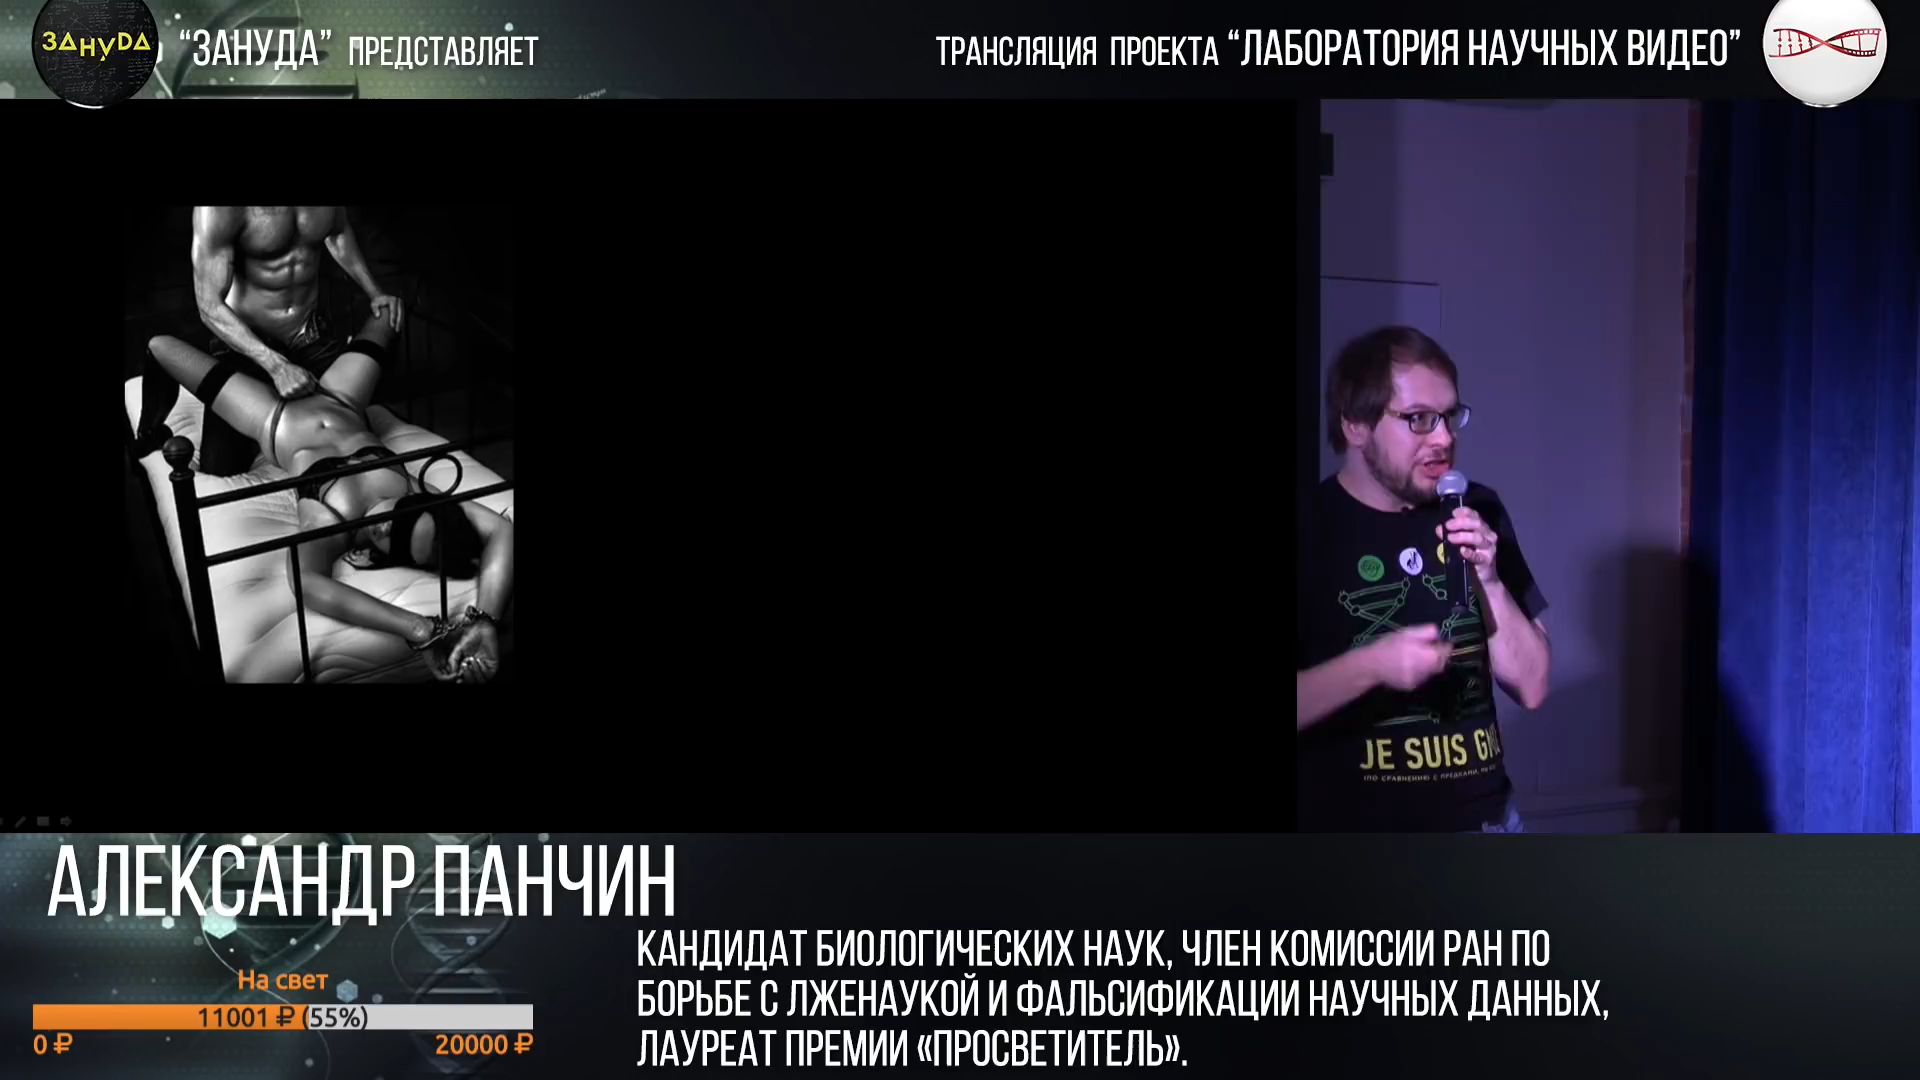 ЗАНУДА
“ЗАНУДА” ПРЕДСТАВЛЯЕТ
ТРАНСЛЯЦИЯ ПРОЕКТА “ЛАБОРАТОРИЯ НАУЧНЫХ ВИДЕО”
JE SUIS
АЛЕКСАНДР ПАНЧИН
КАНДИДАТ БИОЛОГИЧЕСКИХ НАУК, ЧЛЕН КОМИССИИ РАН ПО
БОРЬБЕ С ЛЖЕНАУКОЙ И ФАЛЬСИФИКАЦИИ НАУЧНЫХ ДАННЫХ,
ЛАУРЕАТ ПРЕМИИ «ПРОСВЕТИТЕЛЬ».
На свет
11001 ₽ (55%)
0 ₽ 20000 ₽